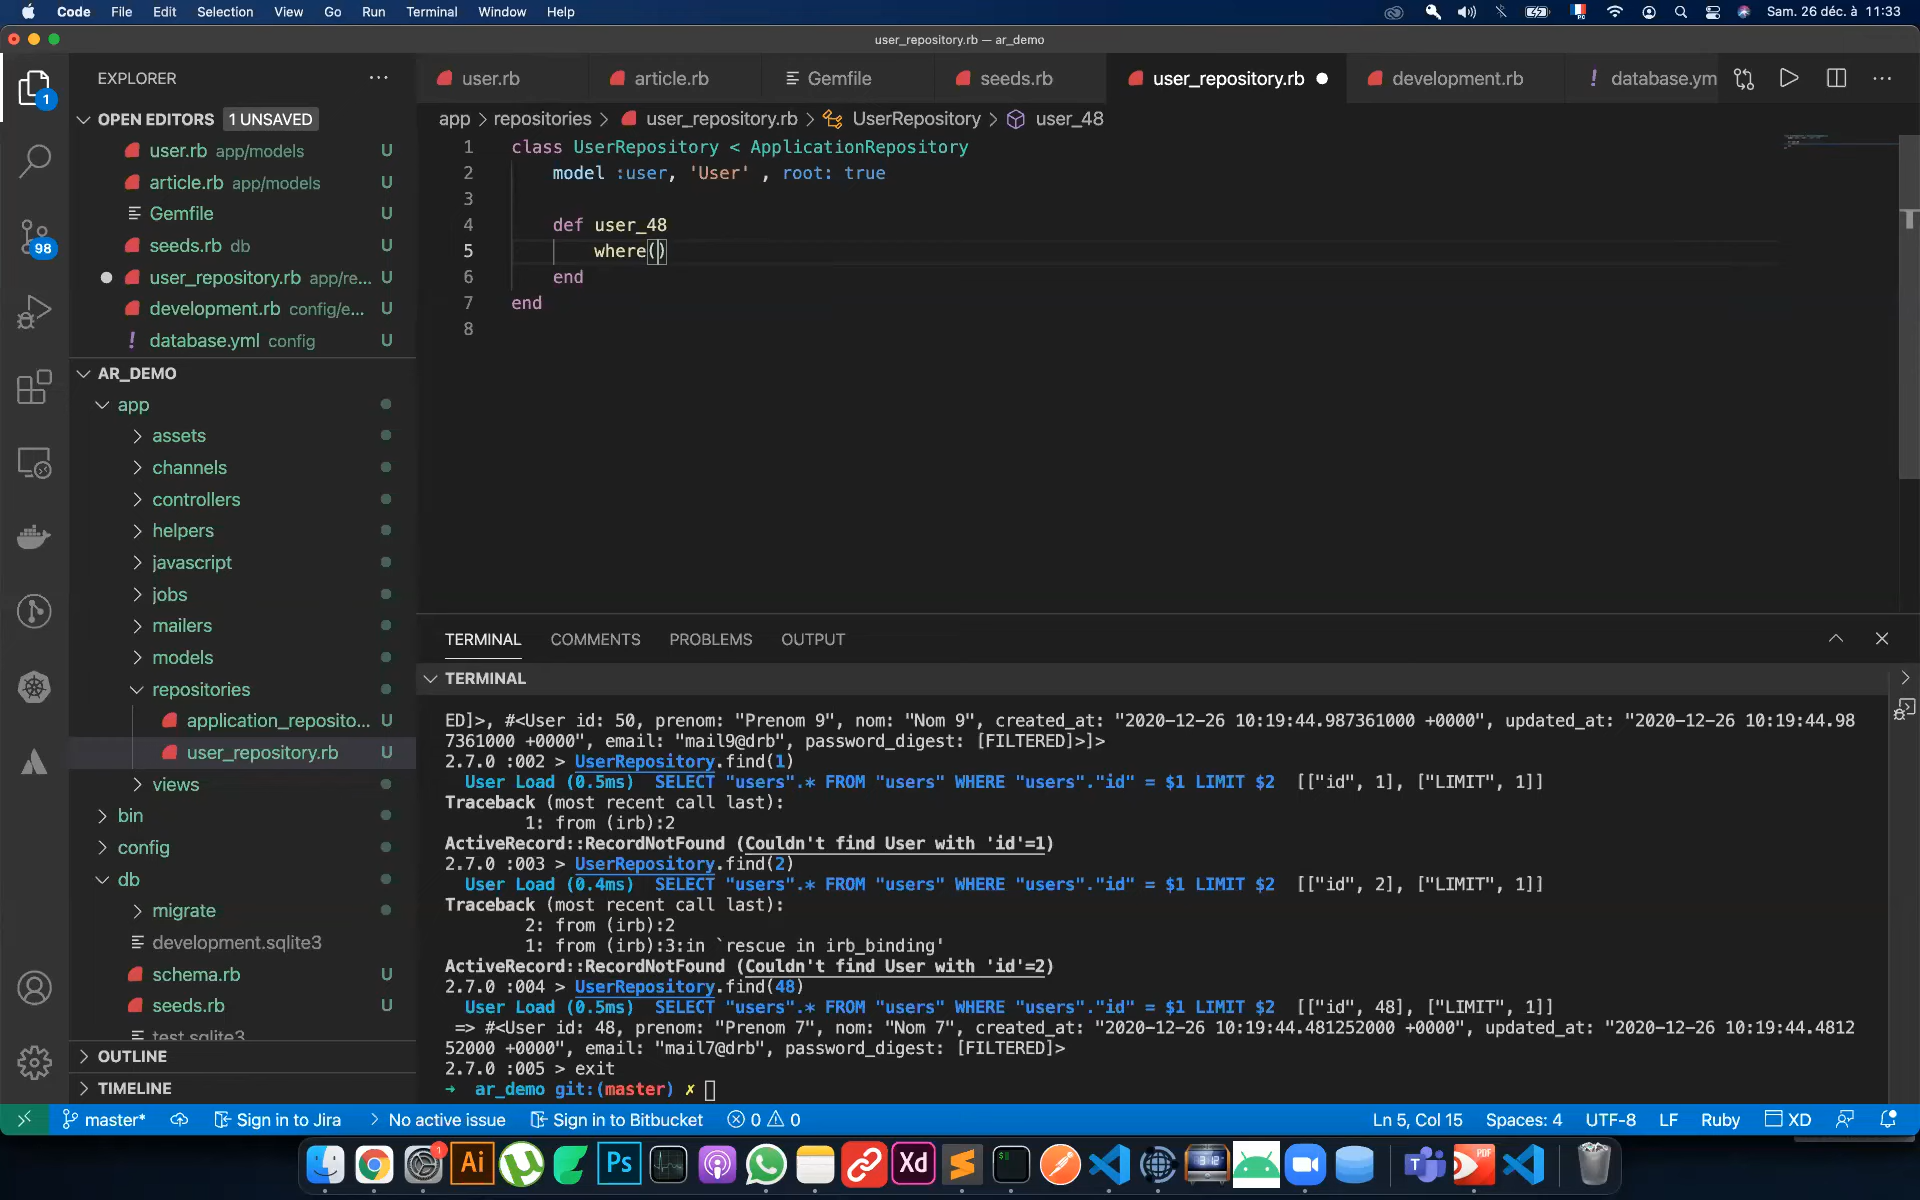 Code File Edit Selection View Go Run Terminal Window Help Sam. 26 déc. à 11:33
user_repository.rb — ar_demo
EXPLORER
user.rb article.rb Gemfile seeds.rb user_repository.rb development.rb ! database.ym
1
OPEN EDITORS 1 UNSAVED
app > repositories > user_repository.rb > UserRepository > user_48
user.rb app/models U
article.rb app/models U
Gemfile U
98
seeds.rb db U
user_repository.rb app/re... U
development.rb config/e... U
! database.yml config U
1 class UserRepository < ApplicationRepository
2 model :user, 'User' , root: true
3
4 def user_48
5 where()
6 end
7 end
8
AR_DEMO
app
assets
channels
controllers
helpers
javascript
jobs
mailers
models
repositories
application_reposito... U
user_repository.rb U
views
bin
config
db
migrate
development.sqlite3
schema.rb U
seeds.rb U
test.sqlite3
OUTLINE
TIMELINE
TERMINAL COMMENTS PROBLEMS OUTPUT
TERMINAL
ED]>, #<User id: 50, prenom: "Prenom 9", nom: "Nom 9", created_at: "2020-12-26 10:19:44.987361000 +0000", updated_at: "2020-12-26 10:19:44.98
7361000 +0000", email: "mail9@drb", password_digest: [FILTERED]>]>
2.7.0 :002 > UserRepository.find(1)
User Load (0.5ms) SELECT "users".* FROM "users" WHERE "users"."id" = $1 LIMIT $2 [["id", 1], ["LIMIT", 1]]
Traceback (most recent call last):
1: from (irb):2
ActiveRecord::RecordNotFound (Couldn't find User with 'id'=1)
2.7.0 :003 > UserRepository.find(2)
User Load (0.4ms) SELECT "users".* FROM "users" WHERE "users"."id" = $1 LIMIT $2 [["id", 2], ["LIMIT", 1]]
Traceback (most recent call last):
2: from (irb):2
1: from (irb):3:in `rescue in irb_binding'
ActiveRecord::RecordNotFound (Couldn't find User with 'id'=2)
2.7.0 :004 > UserRepository.find(48)
User Load (0.5ms) SELECT "users".* FROM "users" WHERE "users"."id" = $1 LIMIT $2 [["id", 48], ["LIMIT", 1]]
=> #<User id: 48, prenom: "Prenom 7", nom: "Nom 7", created_at: "2020-12-26 10:19:44.481252000 +0000", updated_at: "2020-12-26 10:19:44.4812
52000 +0000", email: "mail7@drb", password_digest: [FILTERED]>
2.7.0 :005 > exit
→ ar_demo git:(master) ✗
master* Sign in to Jira > No active issue Sign in to Bitbucket 0 0 Ln 5, Col 15 Spaces: 4 UTF-8 LF Ruby XD
1 Ai Ps Xd PDF